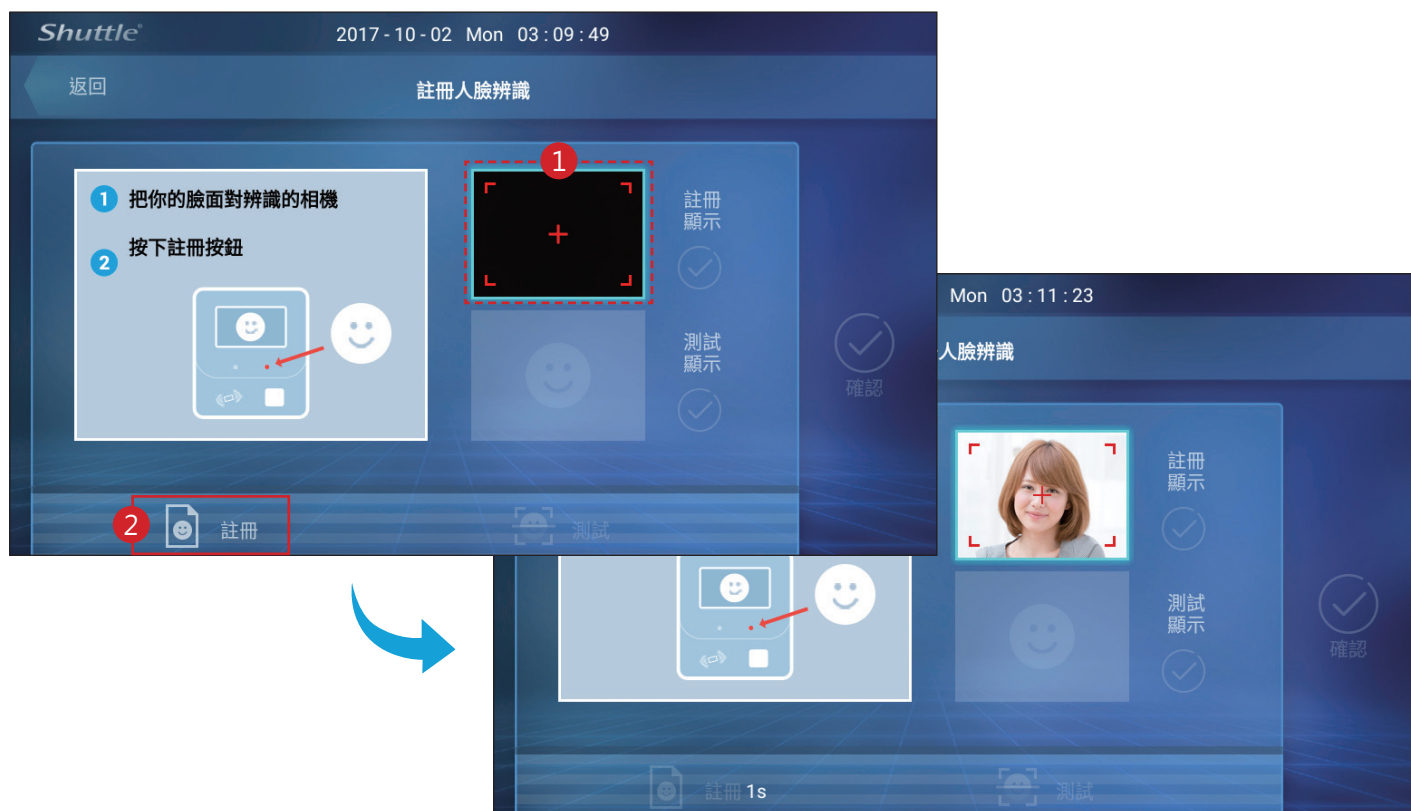 Shuttle®
2017 - 10 - 02 Mon 03 : 09 : 49
返回
註冊人臉辨識
1
1 把你的臉面對辨識的相機
2 按下註冊按鈕
註冊
顯示
測試
顯示
確認
2
註冊
測試
Mon 03 : 11 : 23
人臉辨識
註冊
顯示
測試
顯示
確認
註冊 1s
測試